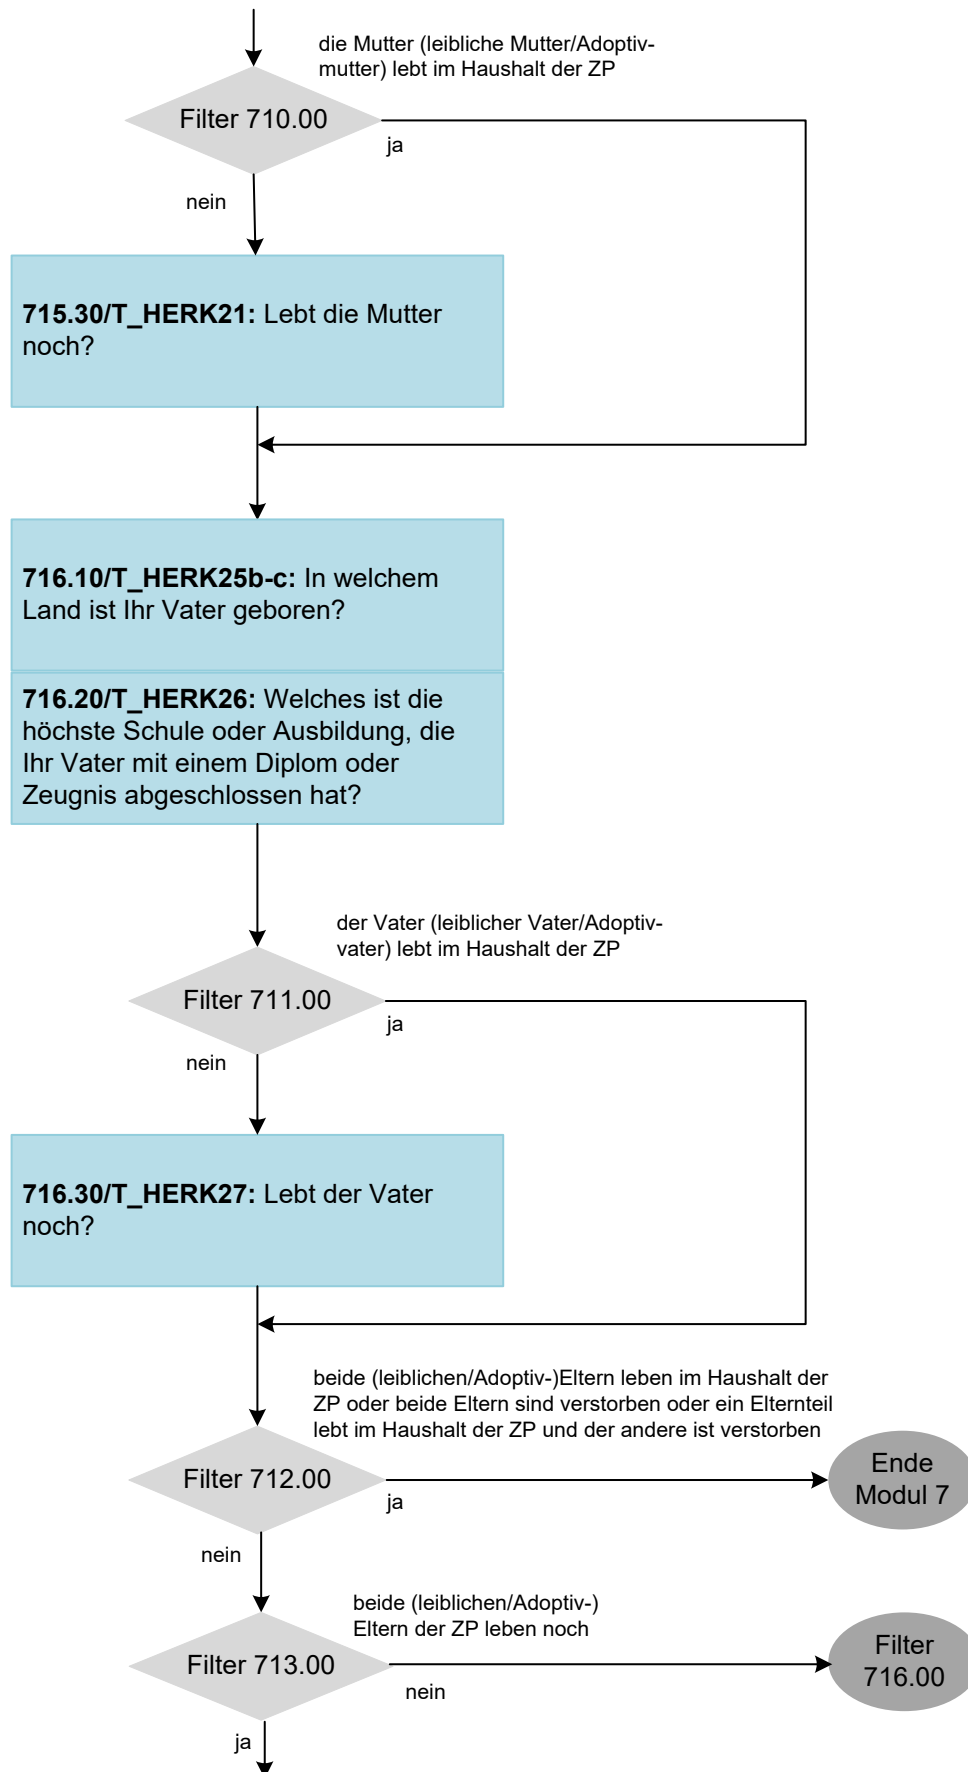 die Mutter (leibliche Mutter/Adoptiv-
mutter) lebt im Haushalt der ZP
Filter 710.00
ja
nein
715.30/T_HERK21: Lebt die Mutter
noch?
716.10/T_HERK25b-c: In welchem
Land ist Ihr Vater geboren?
716.20/T_HERK26: Welches ist die
höchste Schule oder Ausbildung, die
Ihr Vater mit einem Diplom oder
Zeugnis abgeschlossen hat?
der Vater (leiblicher Vater/Adoptiv-
vater) lebt im Haushalt der ZP
Filter 711.00
ja
nein
716.30/T_HERK27: Lebt der Vater
noch?
beide (leiblichen/Adoptiv-)Eltern leben im Haushalt der
ZP oder beide Eltern sind verstorben oder ein Elternteil
lebt im Haushalt der ZP und der andere ist verstorben
Filter 712.00
ja
Ende
Modul 7
nein
beide (leiblichen/Adoptiv-)
Eltern der ZP leben noch
Filter 713.00
nein
Filter
716.00
ja